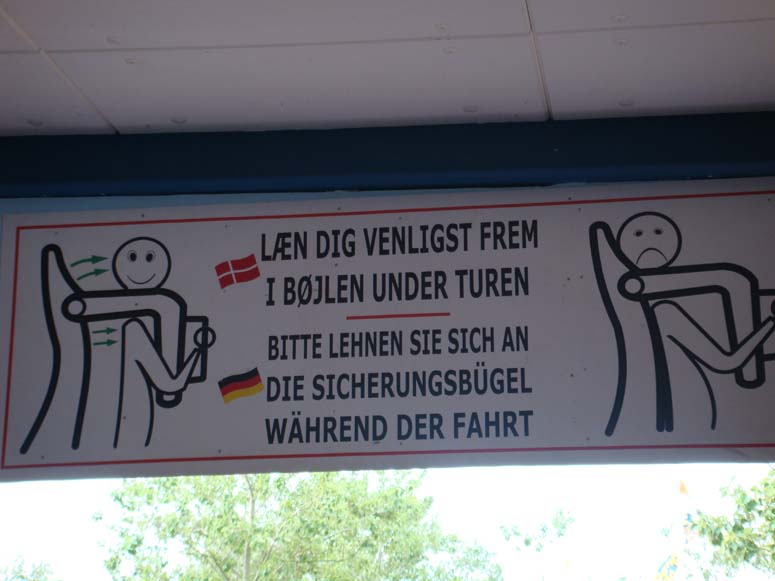 LÆN DIG VENLIGST FREM
I BØJLEN UNDER TUREN
BITTE LEHNEN SIE SICH AN
DIE SICHERUNGSBÜGEL
WÄHREND DER FAHRT